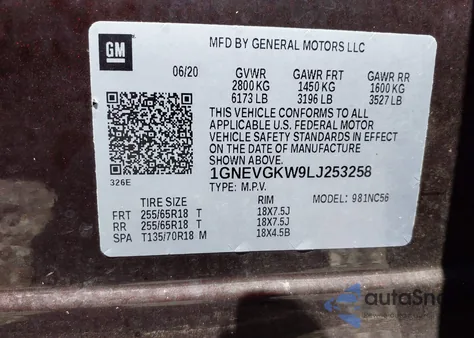 GM
MFD BY GENERAL MOTORS LLC
06/20 GVWR GAWR FRT GAWR RR
2800 KG 1450 KG 1600 KG
6173 LB 3196 LB 3527 LB
THIS VEHICLE CONFORMS TO ALL
APPLICABLE U.S. FEDERAL MOTOR
VEHICLE SAFETY STANDARDS IN EFFECT
ON THE DATE OF MANUFACTURE
SHOWN ABOVE.
1GNEVGKW9LJ253258
326E
TYPE: M.P.V. MODEL: 981NC56
TIRE SIZE RIM
FRT 255/65R18 T 18X7.5J
RR 255/65R18 T 18X7.5J
SPA T135/70R18 M 18X4.5B